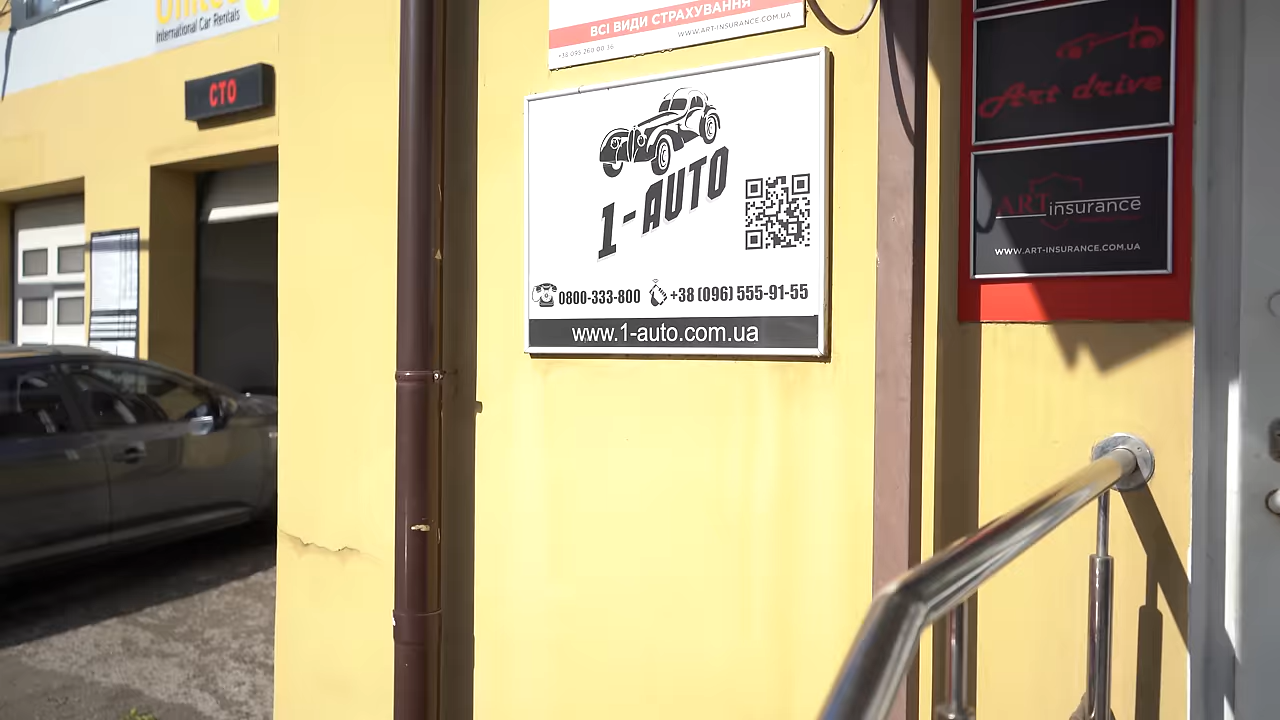 United
International Car Rentals
СТО
ВСІ ВИДИ СТРАХУВАННЯ
WWW.ART-INSURANCE.COM.UA
1-AUTO
0800-333-800
+38 (096) 555-91-55
www.1-auto.com.ua
Art drive
ART insurance
WWW.ART-INSURANCE.COM.UA